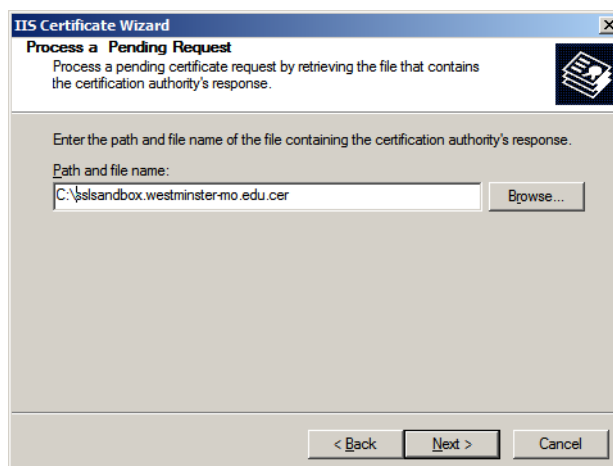 IIS Certificate Wizard
Process a Pending Request
Process a pending certificate request by retrieving the file that contains
the certification authority's response.
Enter the path and file name of the file containing the certification authority's response.
Path and file name:
C:\sslsandbox.westminster-mo.edu.cer
Browse...
< Back
Next >
Cancel